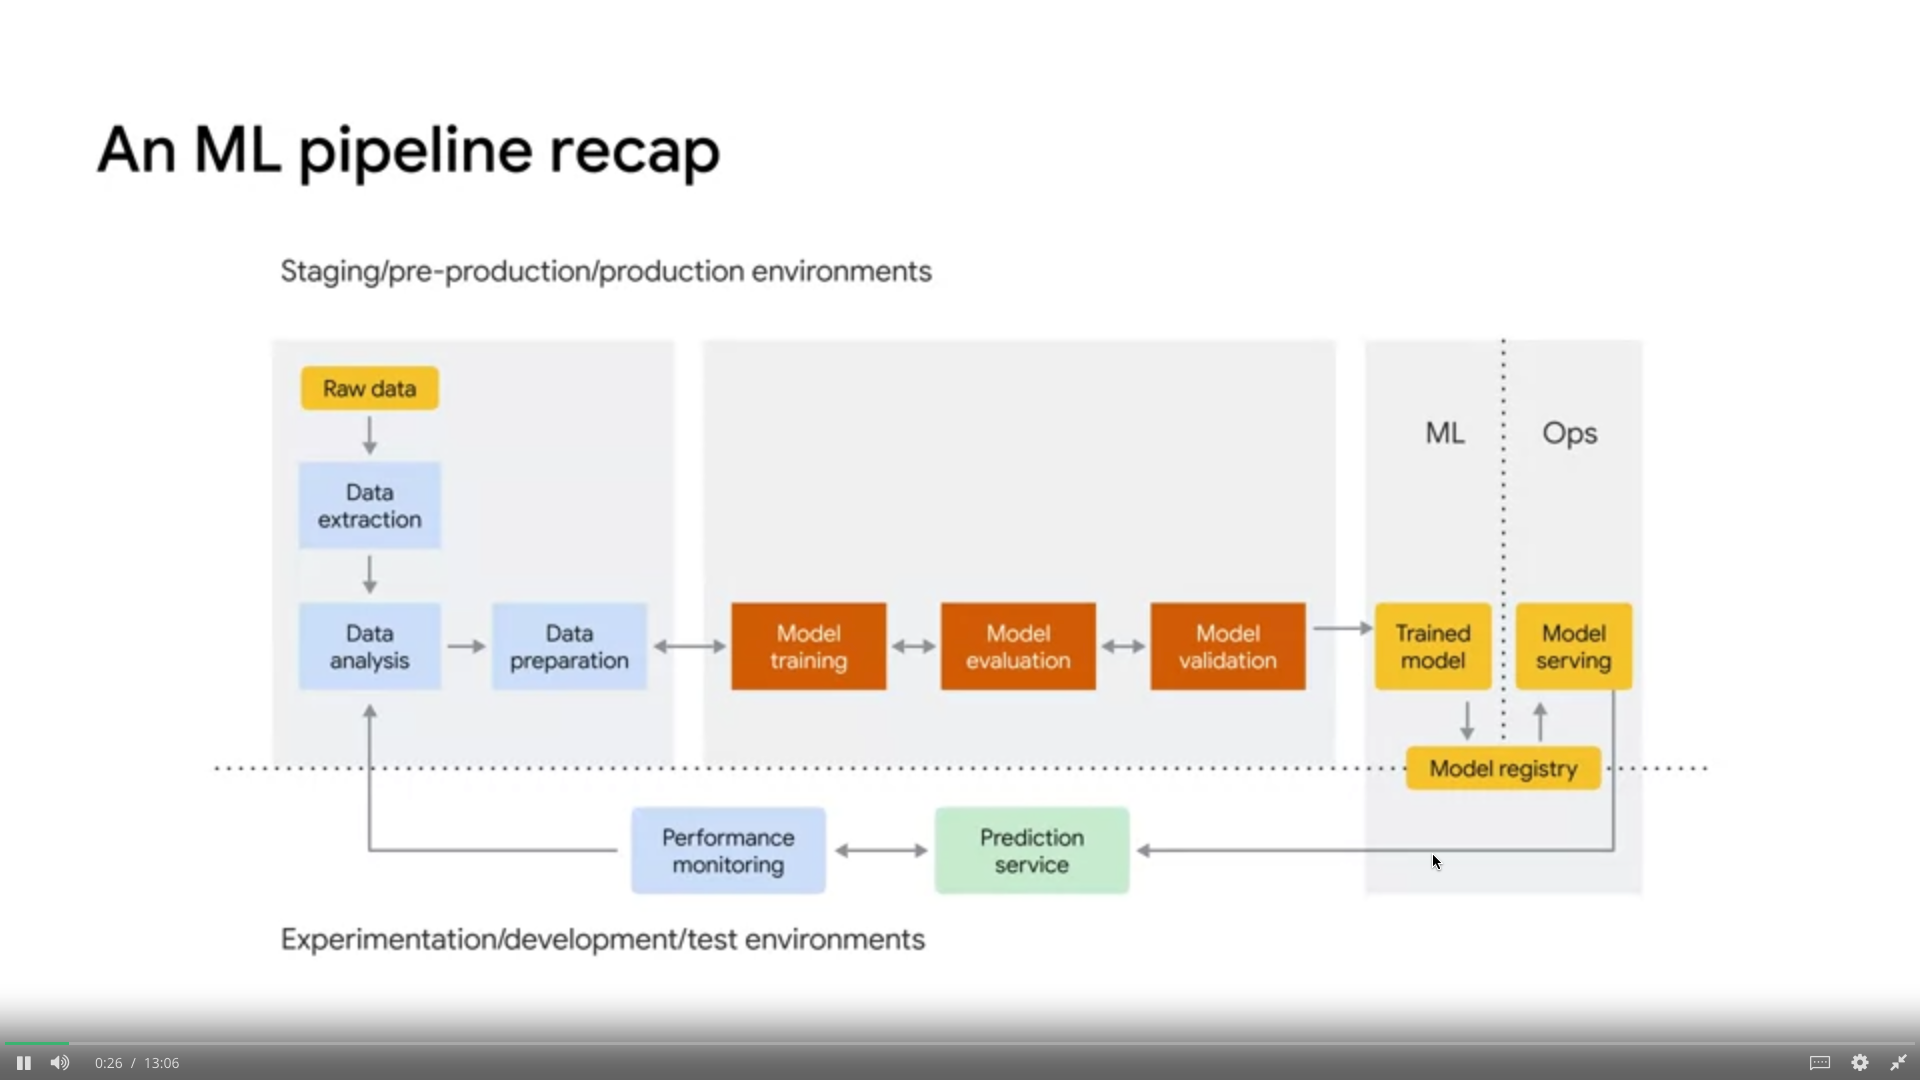 An ML pipeline recap
Staging/pre-production/production environments
Raw data
Data
extraction
Data
analysis
Data
preparation
Model
training
Model
evaluation
Model
validation
ML
Ops
Trained
model
Model
serving
Model registry
Performance
monitoring
Prediction
service
Experimentation/development/test environments
0:26 / 13:06